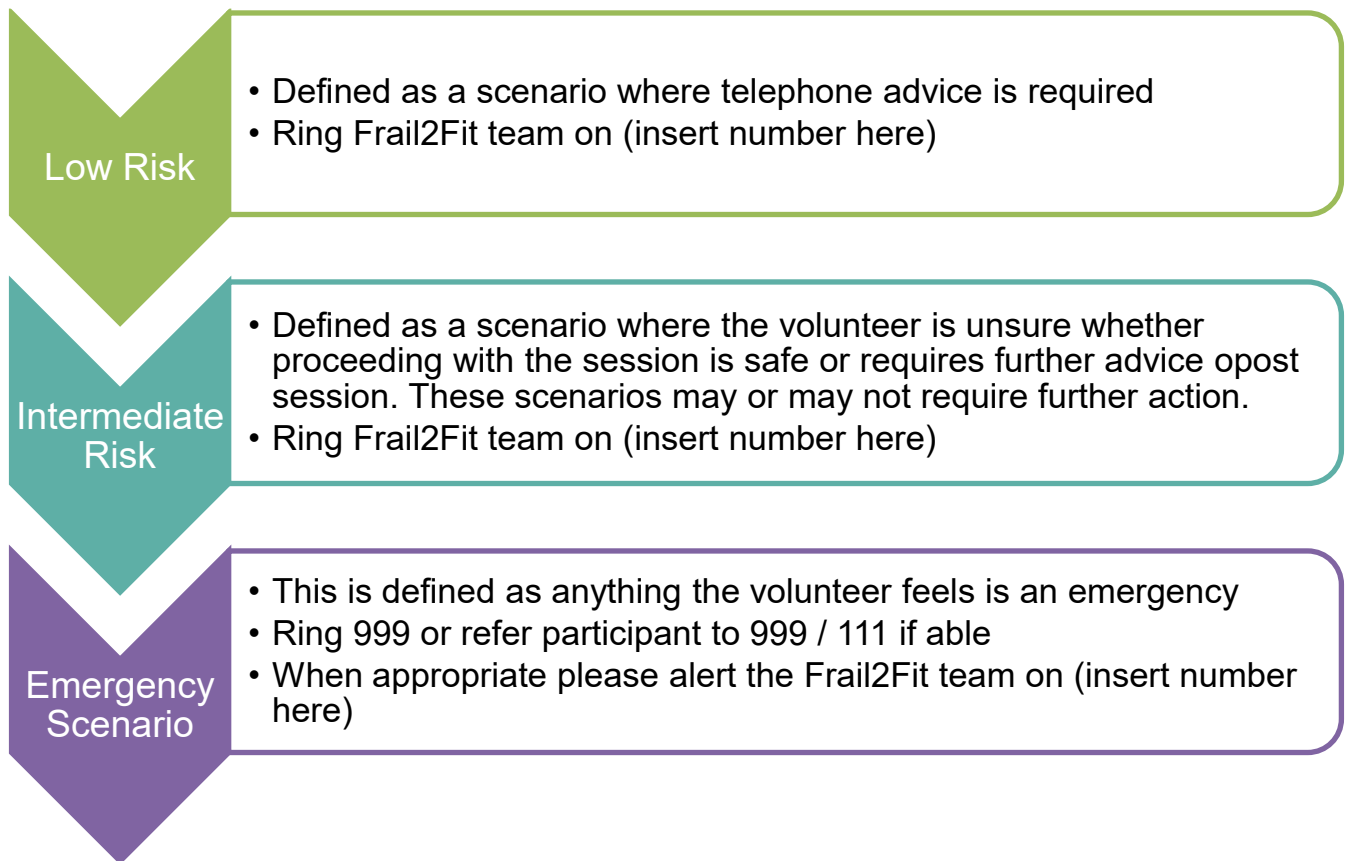 Low Risk
• Defined as a scenario where telephone advice is required
• Ring Frail2Fit team on (insert number here)
Intermediate
Risk
• Defined as a scenario where the volunteer is unsure whether
proceeding with the session is safe or requires further advice opost
session. These scenarios may or may not require further action.
• Ring Frail2Fit team on (insert number here)
Emergency
Scenario
• This is defined as anything the volunteer feels is an emergency
• Ring 999 or refer participant to 999 / 111 if able
• When appropriate please alert the Frail2Fit team on (insert number
here)